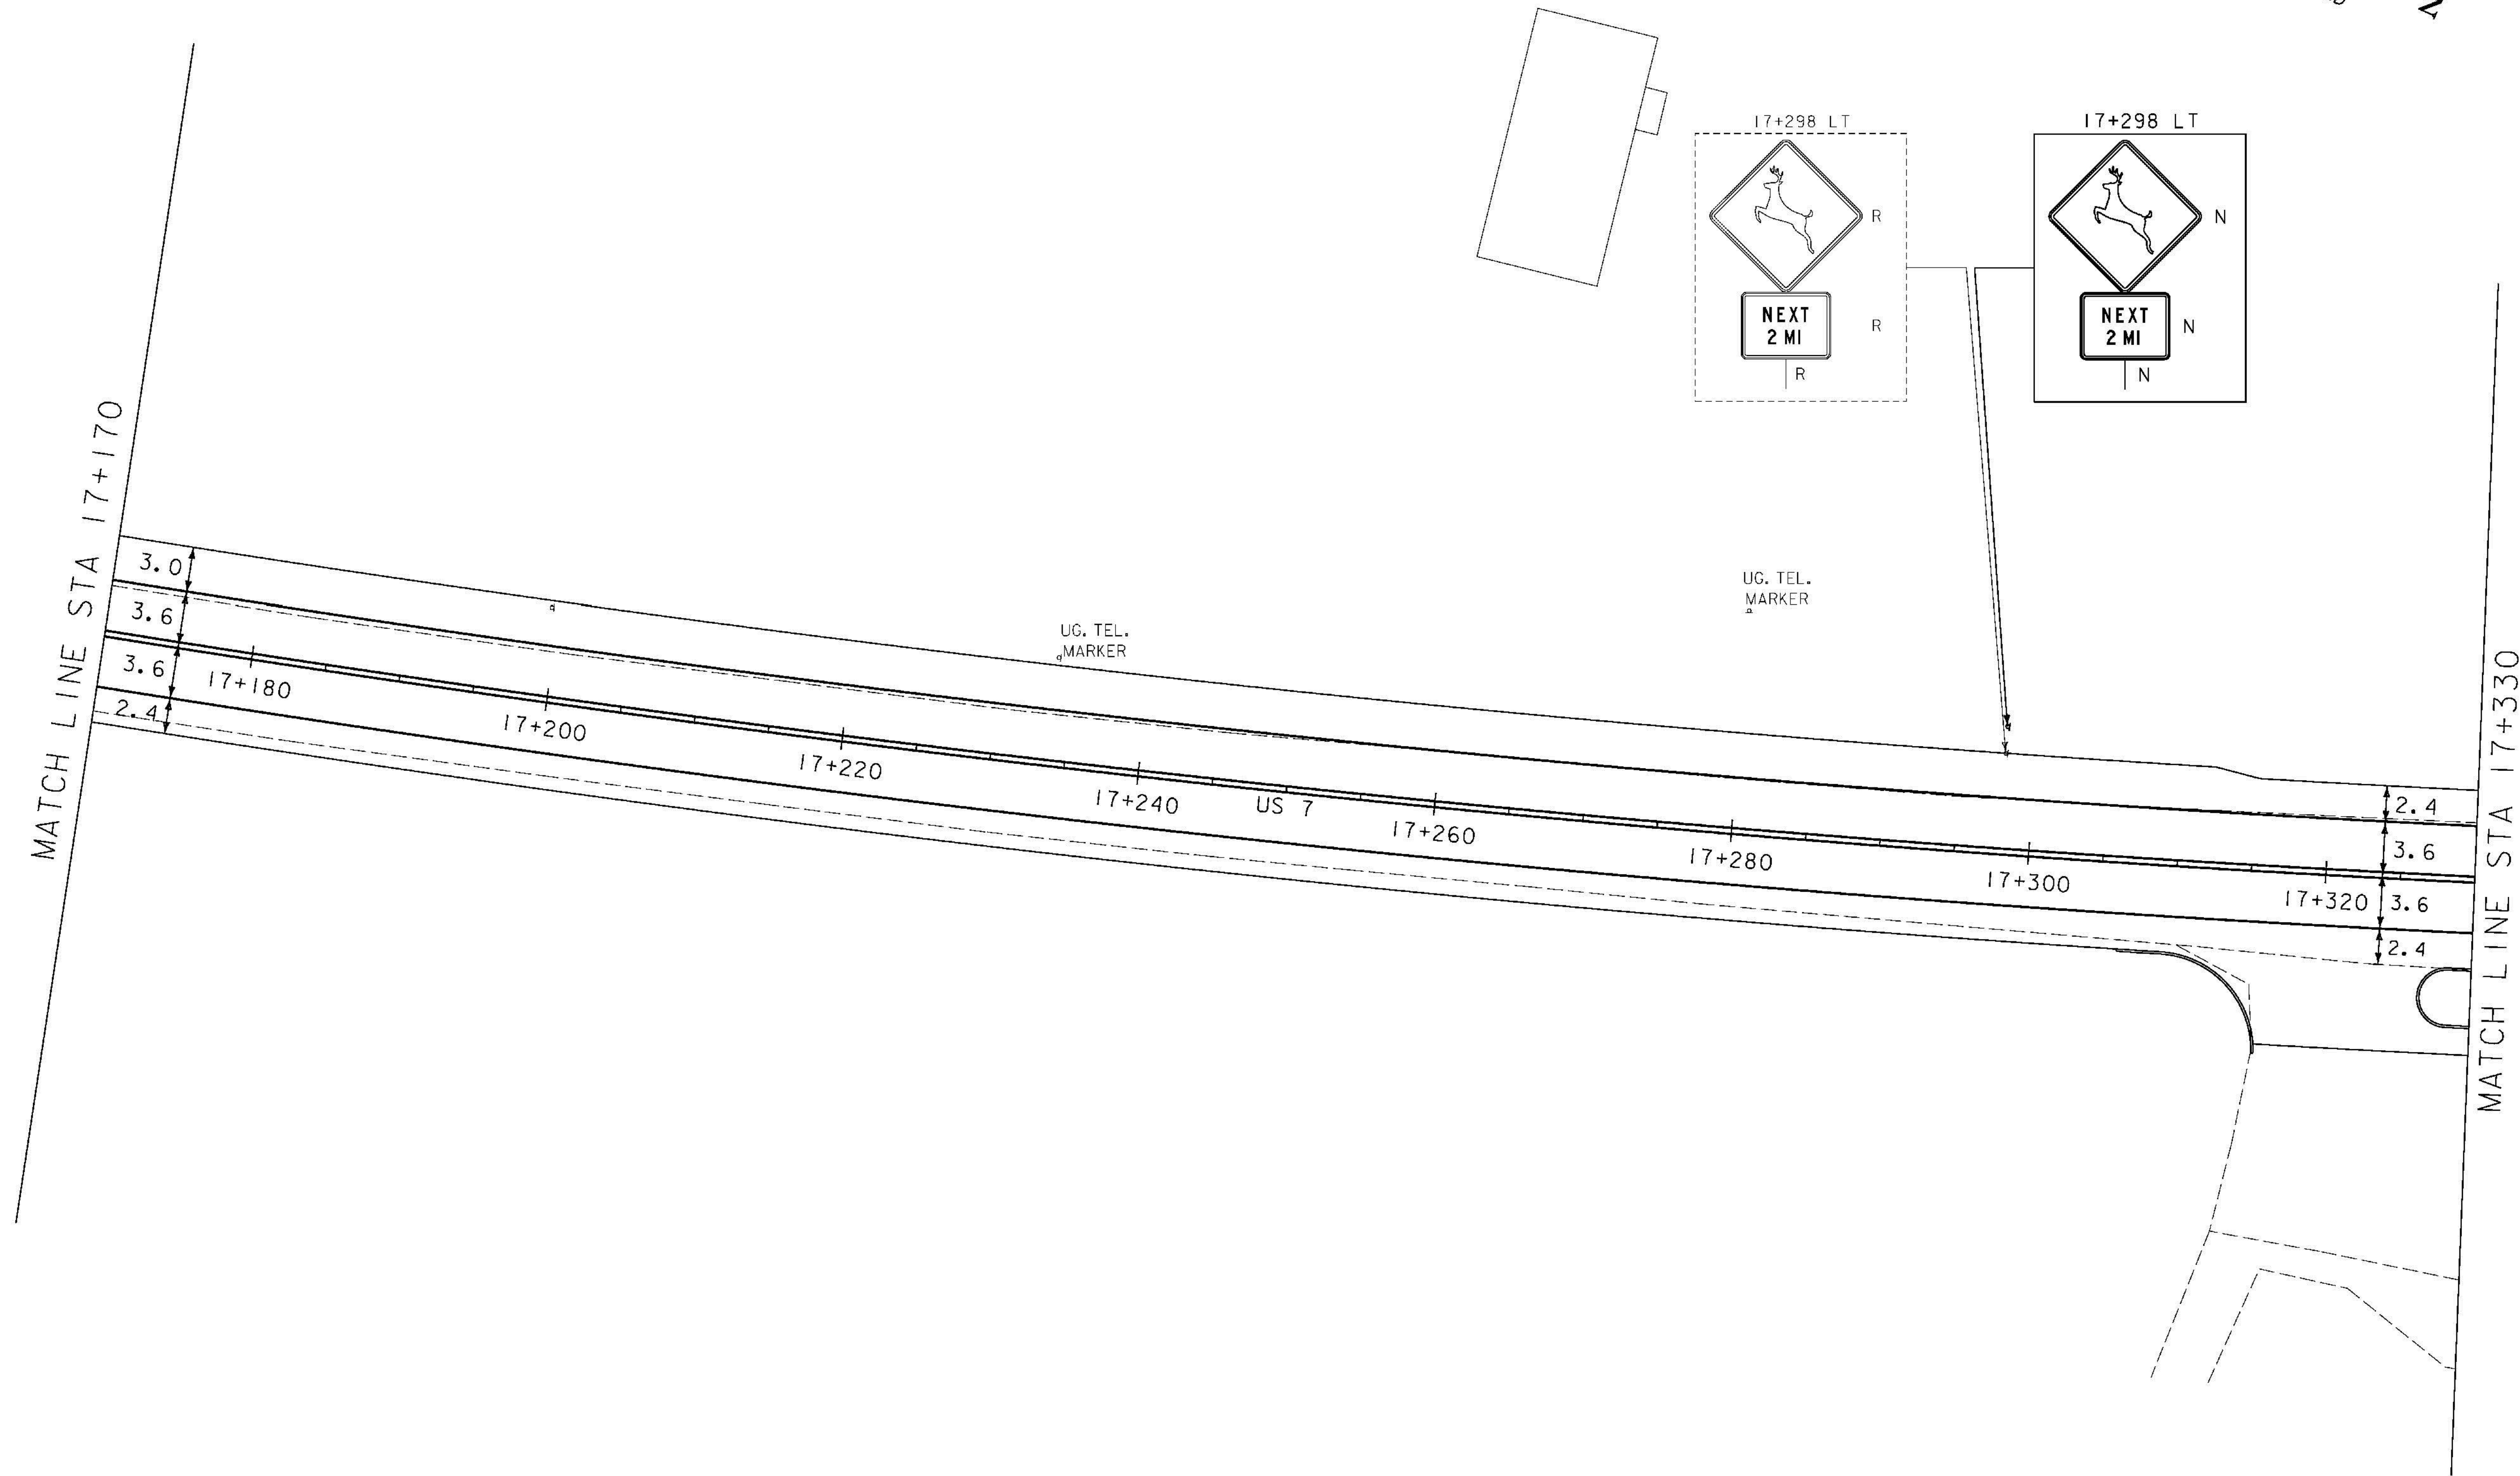 17+298 LT
R
NEXT
2 MI
R
R
17+298 LT
N
NEXT
2 MI
N
N
MATCH LINE STA 17+170
3.0
3.6
3.6
2.4
UG. TEL.
MARKER
UG. TEL.
MARKER
17+180
17+200
17+220
17+240
US 7
17+260
17+280
17+300
17+320
2.4
3.6
3.6
2.4
MATCH LINE STA 17+330